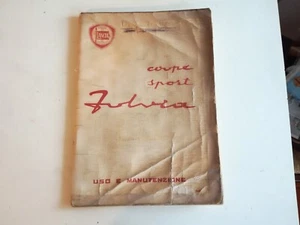 coupe
sport
Fulvia
USO E MANUTENZIONE